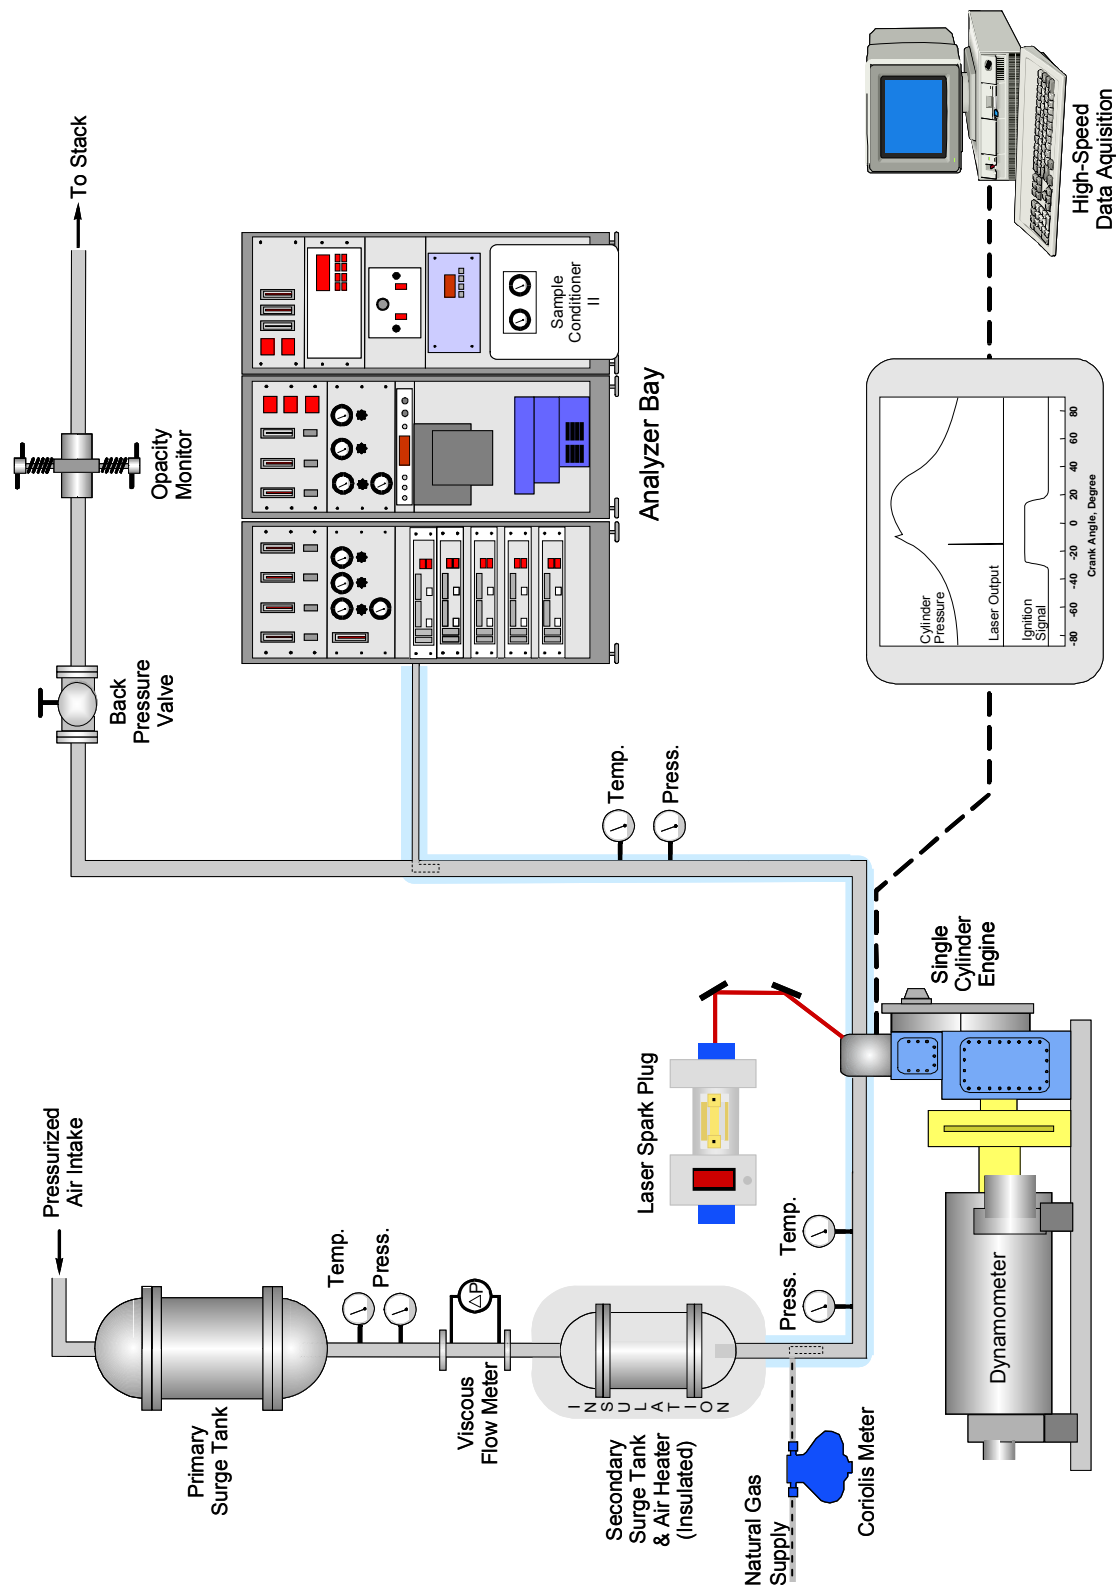 To Stack
Opacity
Monitor
Back
Pressure
Valve
Sample
Conditioner
II
Analyzer Bay
High-Speed
Data Aquisition
Cylinder
Pressure
Laser Output
Ignition
Signal
-80 -60 -40 -20 0 20 40 60 80
Crank Angle, Degree
Temp.
Press.
Single
Cylinder
Engine
Laser Spark Plug
Pressurized
Air Intake
Primary
Surge Tank
Temp.
Press.
ΔP
Viscous
Flow Meter
INSULATION
Secondary
Surge Tank
& Air Heater
(Insulated)
Press.
Temp.
Natural Gas
Supply
Coriolis Meter
Dynamometer